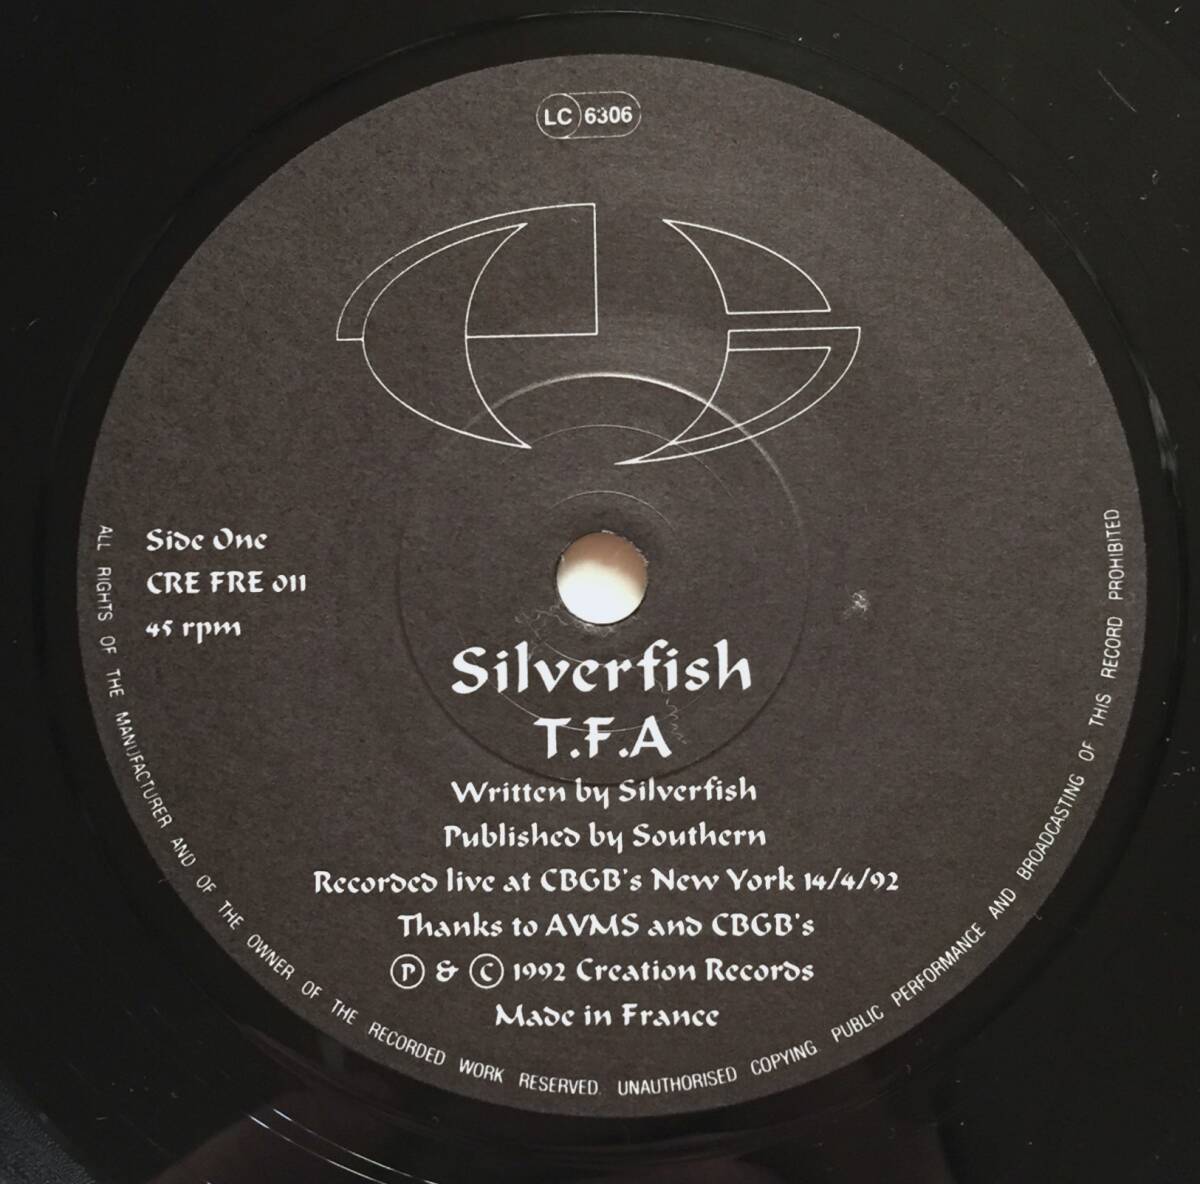 LC 6306
Side One
CRE FRE 011
45 rpm
Silverfish
T.F.A
Written by Silverfish
Published by Southern
Recorded live at CBGB's New York 14/4/92
Thanks to AVMS and CBGB's
Ⓟ & © 1992 Creation Records
Made in France
ALL RIGHTS OF THE MANUFACTURER AND OF THE OWNER OF THE RECORDED WORK RESERVED. UNAUTHORISED COPYING PUBLIC PERFORMANCE AND BROADCASTING OF THIS RECORD PROHIBITED